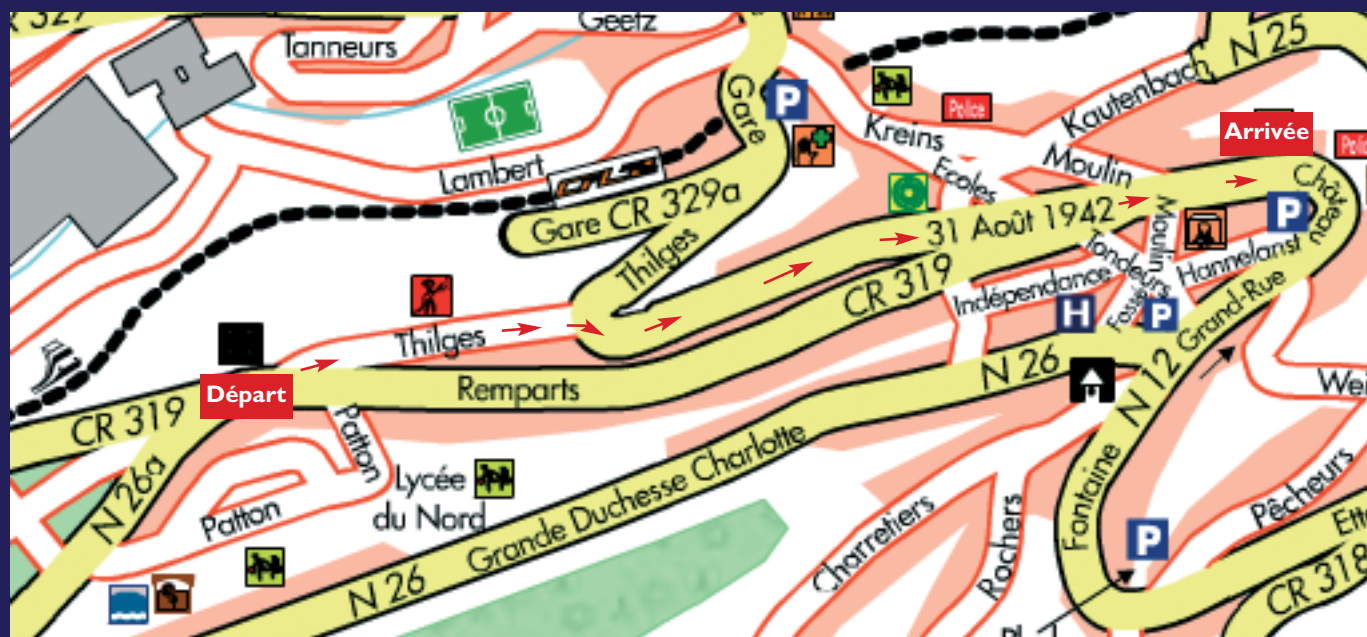 R 329
Tanneurs
Geetz
N 25
Gare
P
Kautenbach
Police
Kreins
Arrivée
Lambert
CFL
Moulin
Ecoles
Château
Gare CR 329a
Thilges
31 Août 1942
P
Moulin
Tondeurs
Hannelanst
CR 319
Indépendance
Thilges
H
P
Grand-Rue
Départ
Remparts
N 26
N 12
CR 319
Patton
N 26a
Lycée
du Nord
Patton
Grande Duchesse Charlotte
N 26
Charretiers
Rochers
Fontaine
P
Pêcheurs
CR 318